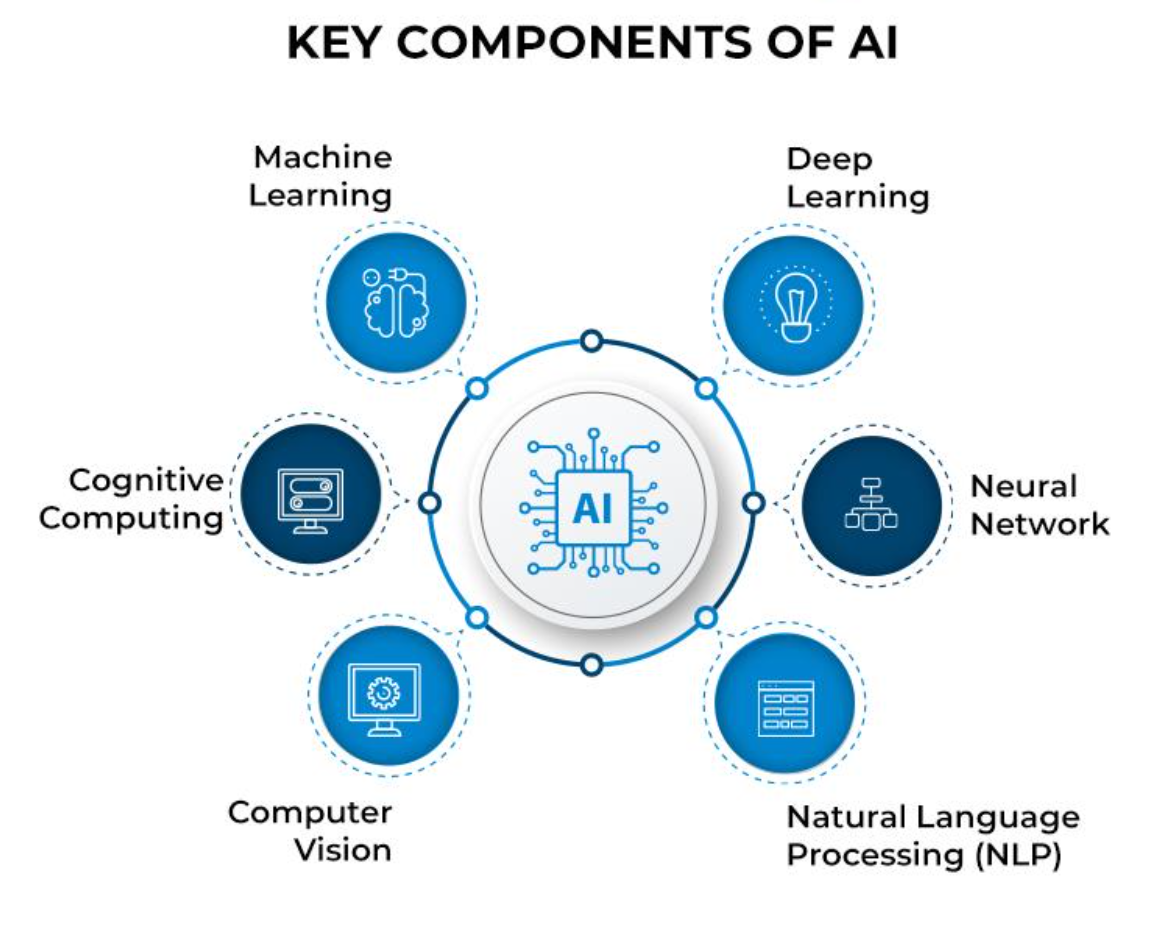 KEY COMPONENTS OF AI
Machine
Learning
Deep
Learning
Cognitive
Computing
AI
Neural
Network
Computer
Vision
Natural Language
Processing (NLP)